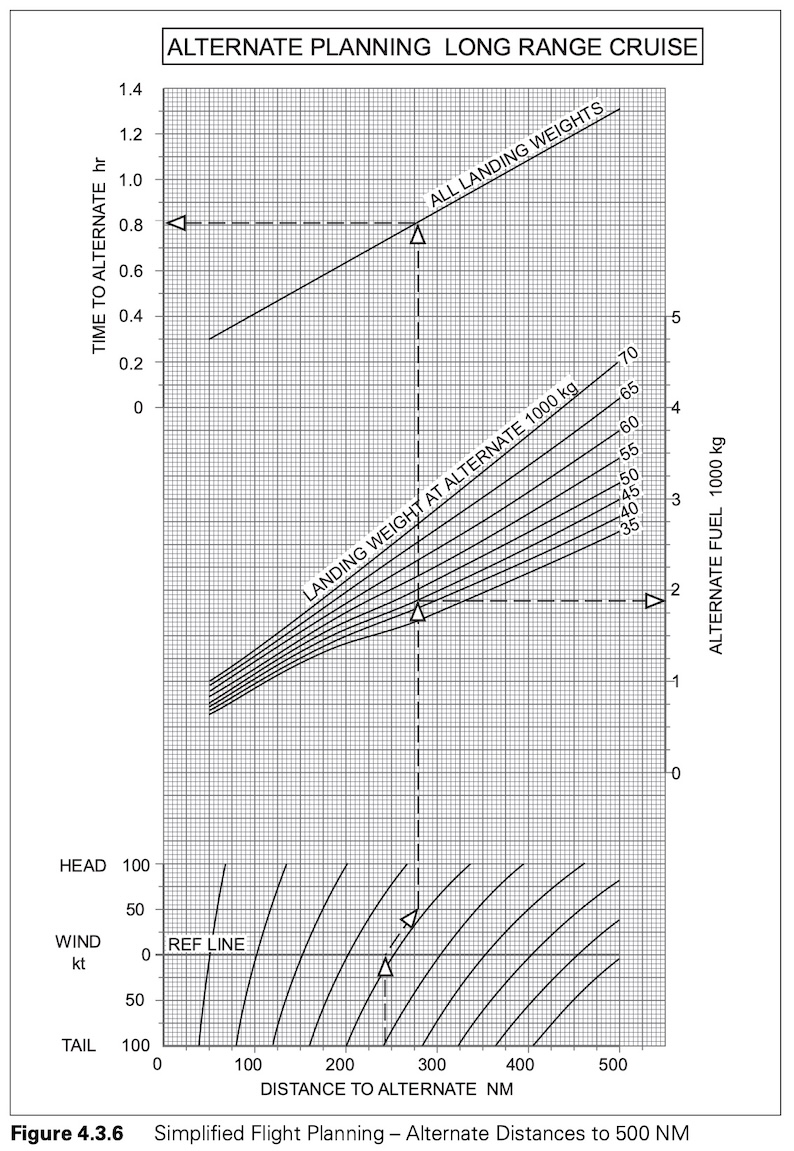 ALTERNATE PLANNING LONG RANGE CRUISE
1.4
1.2
1.0
0.8
0.6
0.4
0.2
0
TIME TO ALTERNATE hr
ALL LANDING WEIGHTS
LANDING WEIGHT AT ALTERNATE 1000 kg
70
65
60
55
50
45
40
35
5
4
3
2
1
0
ALTERNATE FUEL 1000 kg
HEAD 100
50
WIND
kt
0
REF LINE
50
TAIL 100
0 100 200 300 400 500
DISTANCE TO ALTERNATE NM
Figure 4.3.6 Simplified Flight Planning – Alternate Distances to 500 NM